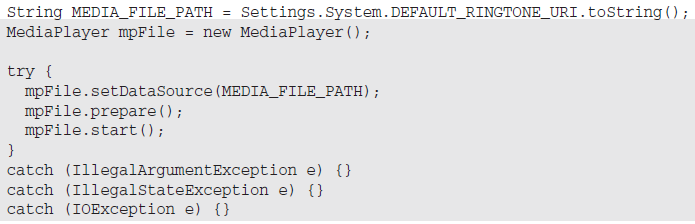 String MEDIA_FILE_PATH = Settings.System.DEFAULT_RINGTONE_URI.toString();
MediaPlayer mpFile = new MediaPlayer();

try {
  mpFile.setDataSource(MEDIA_FILE_PATH);
  mpFile.prepare();
  mpFile.start();
}
catch (IllegalArgumentException e) {}
catch (IllegalStateException e) {}
catch (IOException e) {}